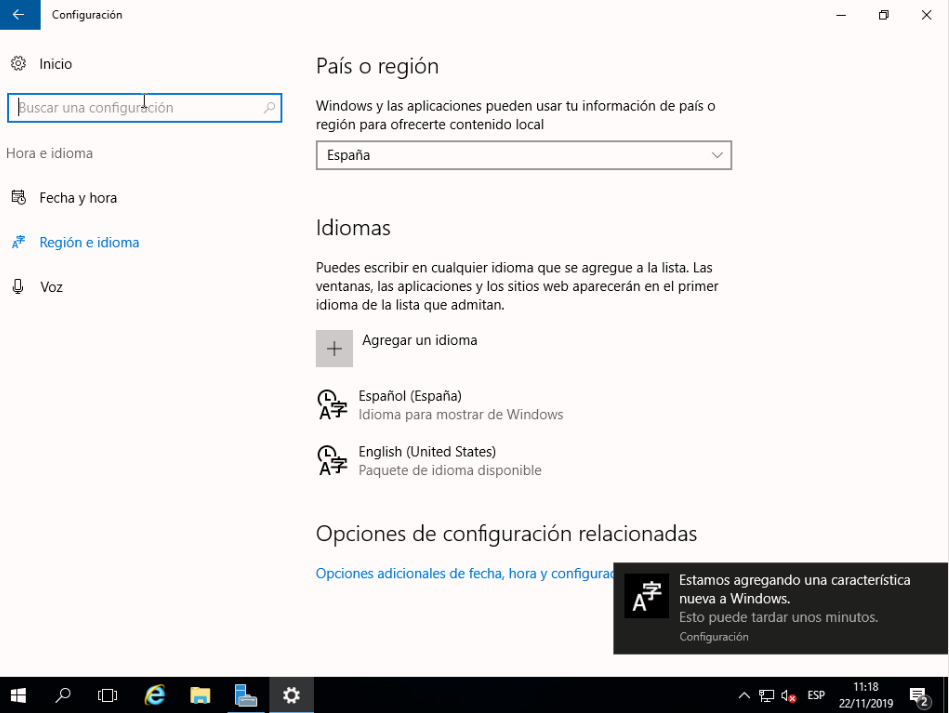 Configuración
Inicio
Buscar una configuración
Hora e idioma
Fecha y hora
Región e idioma
Voz
País o región
Windows y las aplicaciones pueden usar tu información de país o
región para ofrecerte contenido local
España
Idiomas
Puedes escribir en cualquier idioma que se agregue a la lista. Las
ventanas, las aplicaciones y los sitios web aparecerán en el primer
idioma de la lista que admitan.
Agregar un idioma
Español (España)
Idioma para mostrar de Windows
English (United States)
Paquete de idioma disponible
Opciones de configuración relacionadas
Opciones adicionales de fecha, hora y configurac
Estamos agregando una característica
nueva a Windows.
Esto puede tardar unos minutos.
Configuración
ESP
11:18
22/11/2019
2